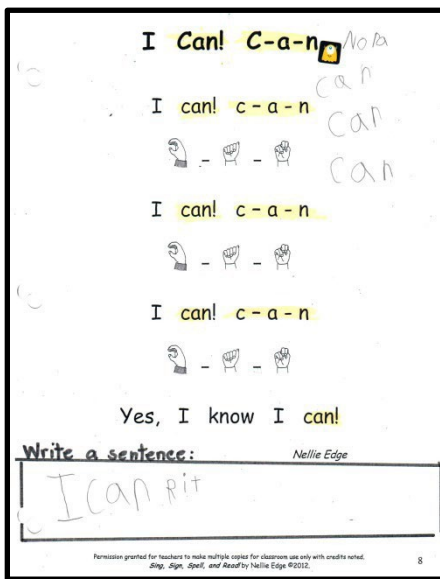 I Can! C-a-n Nora
can
I can! c - a - n
can
can
I can! c - a - n
I can! c - a - n
Yes, I know I can!
Write a sentence: Nellie Edge
I can Rit
Permission granted for teachers to make multiple copies for classroom use only with credits noted.
Sing, Sign, Spell, and Read by Nellie Edge ©2012.
8